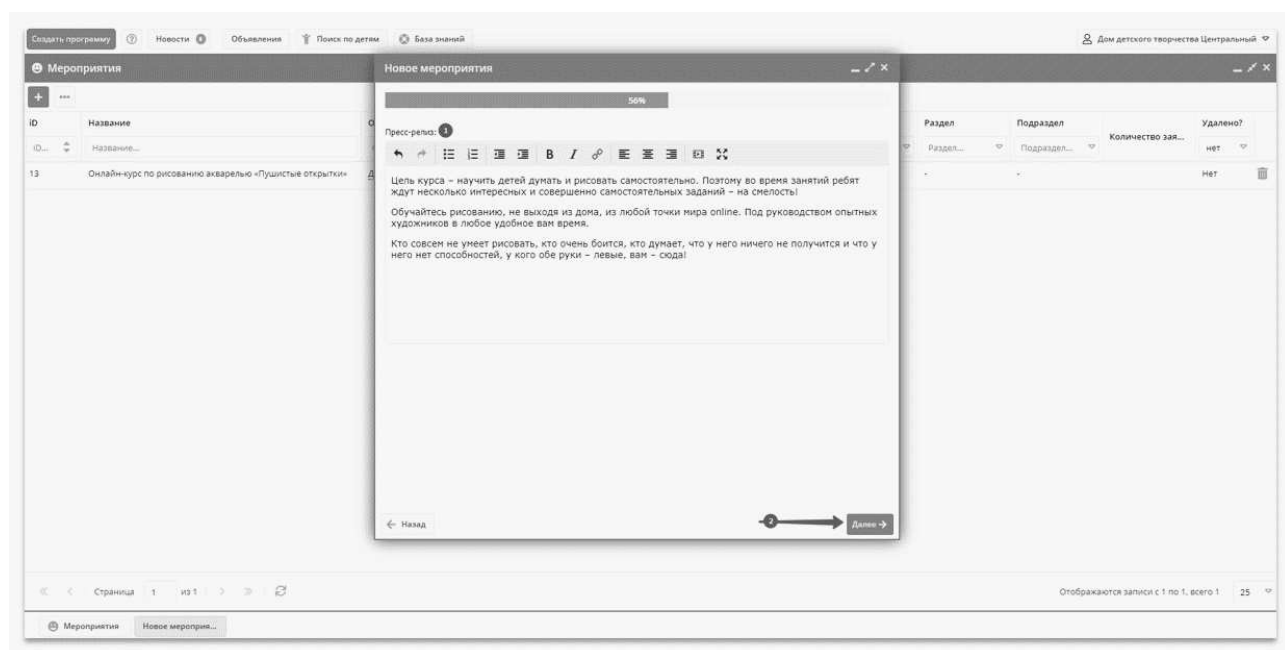 Создать программу
Новости
Объявления
Поиск по детям
База знаний
Дом детского творчества Центральный
Мероприятия
Новое мероприятие
56%
ID
Название
Раздел
Подраздел
Количество зая...
Удалено?
ID...
Название...
Раздел...
Подраздел...
нет
Пресс-релиз: 1
13
Онлайн-курс по рисованию акварелью «Пушистые открытки»
-
-
Нет
Цель курса – научить детей думать и рисовать самостоятельно. Поэтому во время занятий ребят
ждут несколько интересных и совершенно самостоятельных заданий – на смелость!
Обучайтесь рисованию, не выходя из дома, из любой точки мира online. Под руководством опытных
художников в любое удобное вам время.
Кто совсем не умеет рисовать, кто очень боится, кто думает, что у него ничего не получится и что у
него нет способностей, у кого обе руки – левые, вам – сюда!
Назад
2
Далее
Страница 1 из 1
Отображаются записи с 1 по 1, всего 1
25
Мероприятия
Новое мероприя...